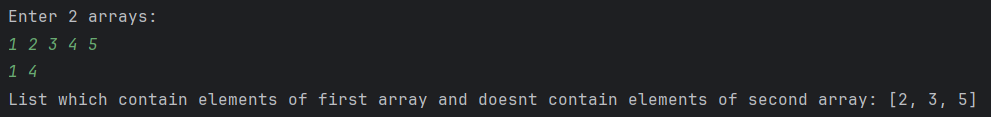 Enter 2 arrays:
1 2 3 4 5
1 4
List which contain elements of first array and doesnt contain elements of second array: [2, 3, 5]